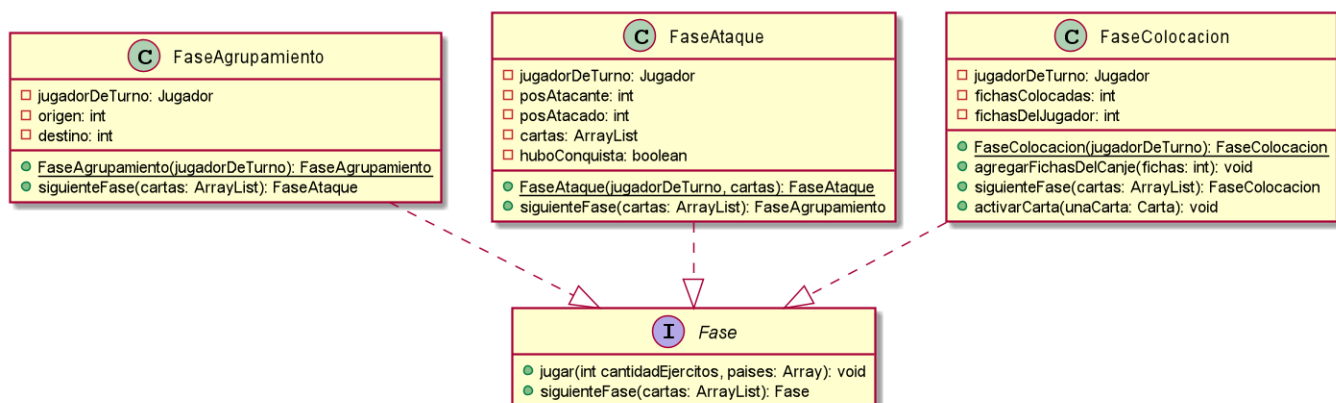 C FaseAgrupamiento
jugadorDeTurno: Jugador
origen: int
destino: int
FaseAgrupamiento(jugadorDeTurno): FaseAgrupamiento
siguienteFase(cartas: ArrayList): FaseAtaque
C FaseAtaque
jugadorDeTurno: Jugador
posAtacante: int
posAtacado: int
cartas: ArrayList
huboConquista: boolean
FaseAtaque(jugadorDeTurno, cartas): FaseAtaque
siguienteFase(cartas: ArrayList): FaseAgrupamiento
C FaseColocacion
jugadorDeTurno: Jugador
fichasColocadas: int
fichasDelJugador: int
FaseColocacion(jugadorDeTurno): FaseColocacion
agregarFichasDelCanje(fichas: int): void
siguienteFase(cartas: ArrayList): FaseColocacion
activarCarta(unaCarta: Carta): void
I Fase
jugar(int cantidadEjercitos, paises: Array): void
siguienteFase(cartas: ArrayList): Fase